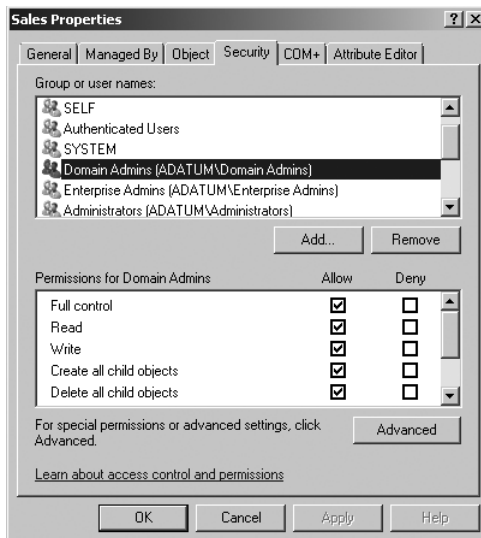 Sales Properties
General Managed By Object Security COM+ Attribute Editor
Group or user names:
SELF
Authenticated Users
SYSTEM
Domain Admins (ADATUM\Domain Admins)
Enterprise Admins (ADATUM\Enterprise Admins)
Administrators (ADATUM\Administrators)
Add... Remove
Permissions for Domain Admins Allow Deny
Full control
Read
Write
Create all child objects
Delete all child objects
For special permissions or advanced settings, click
Advanced.
Advanced
Learn about access control and permissions
OK Cancel Apply Help